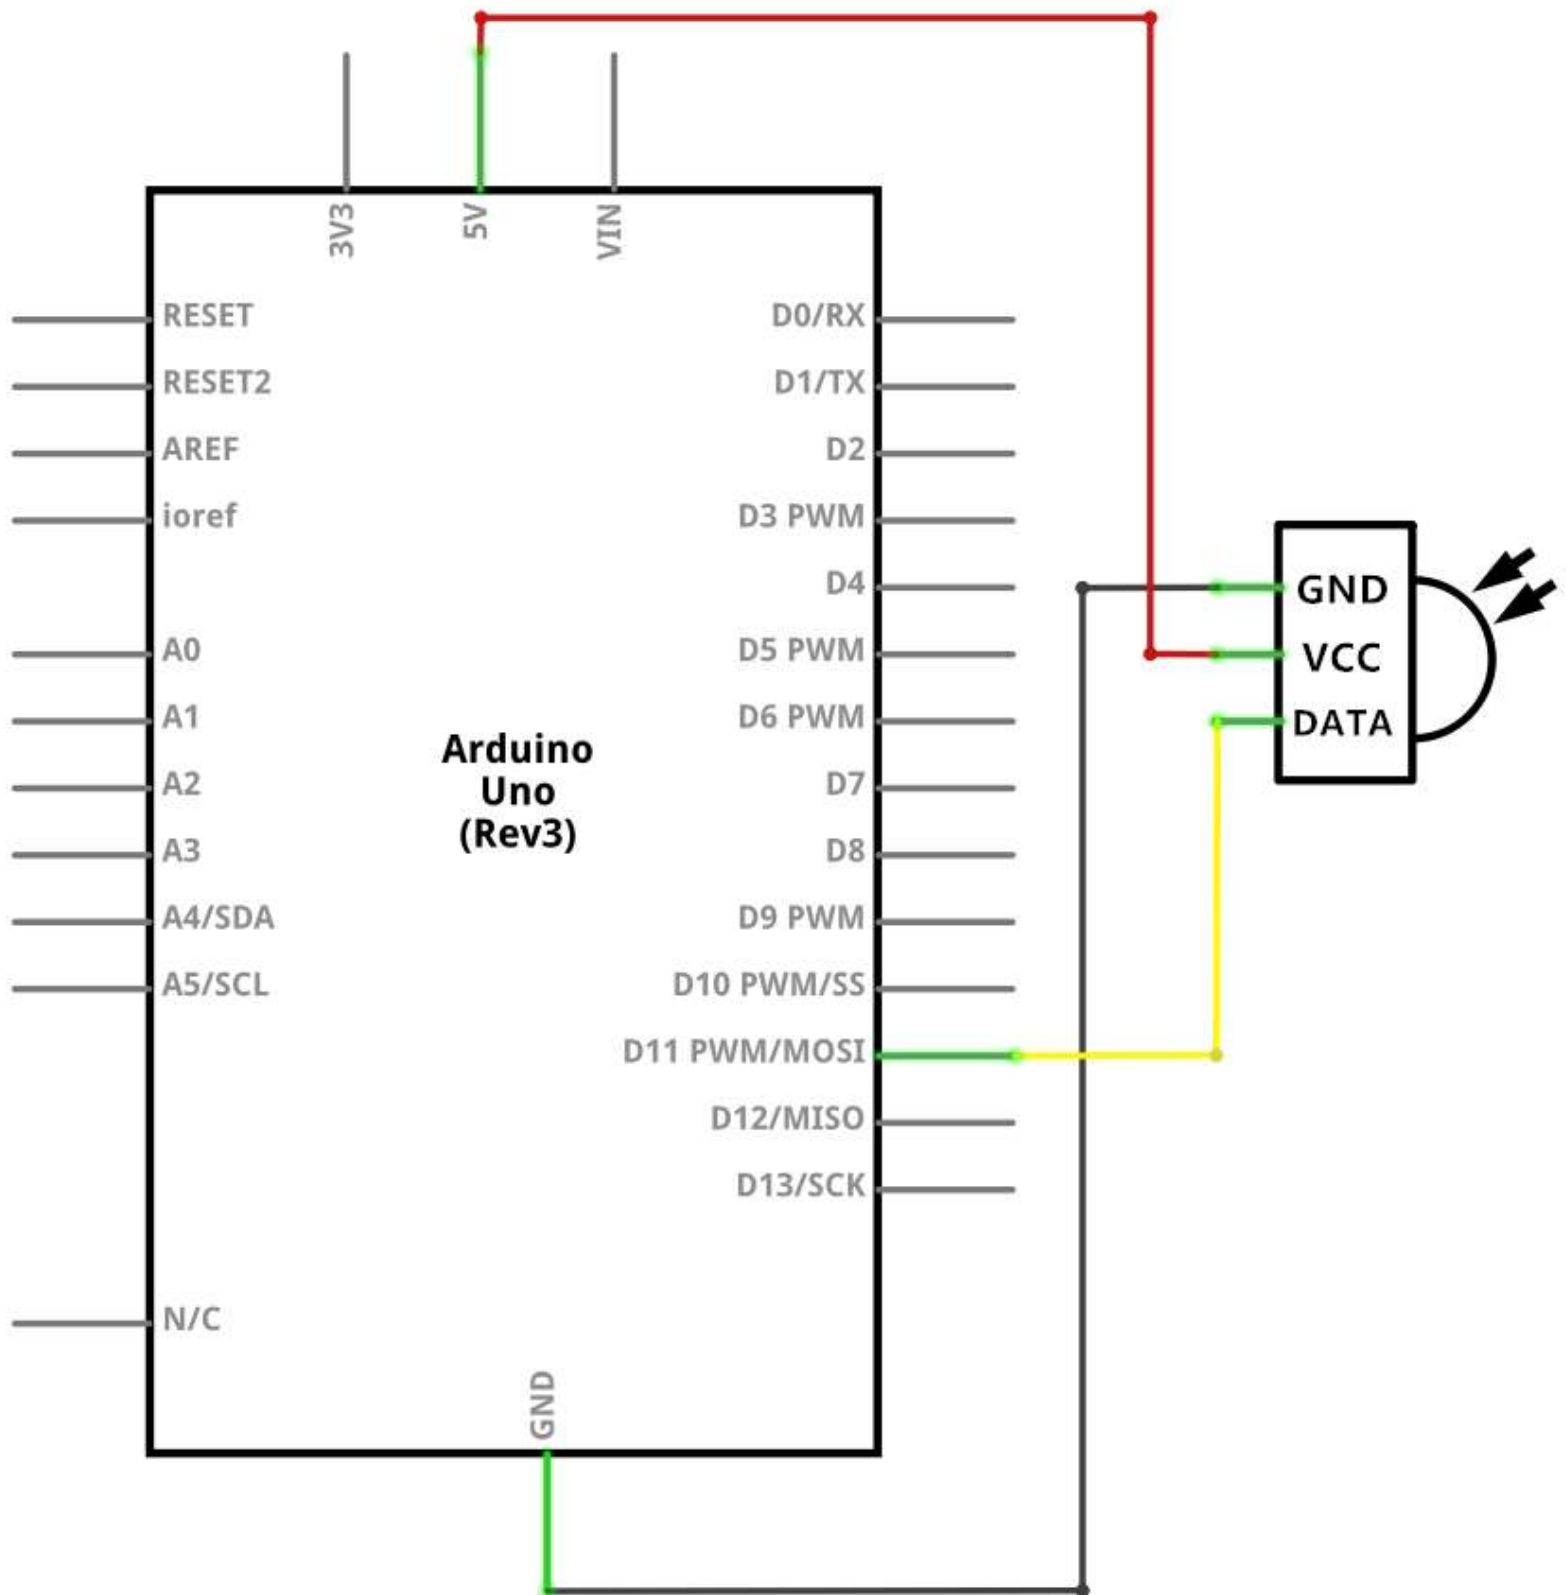 3V3
5V
VIN
RESET
D0/RX
RESET2
D1/TX
AREF
D2
ioref
D3 PWM
D4
GND
A0
D5 PWM
VCC
A1
D6 PWM
DATA
Arduino
Uno
(Rev3)
A2
D7
A3
D8
A4/SDA
D9 PWM
A5/SCL
D10 PWM/SS
D11 PWM/MOSI
D12/MISO
D13/SCK
N/C
GND